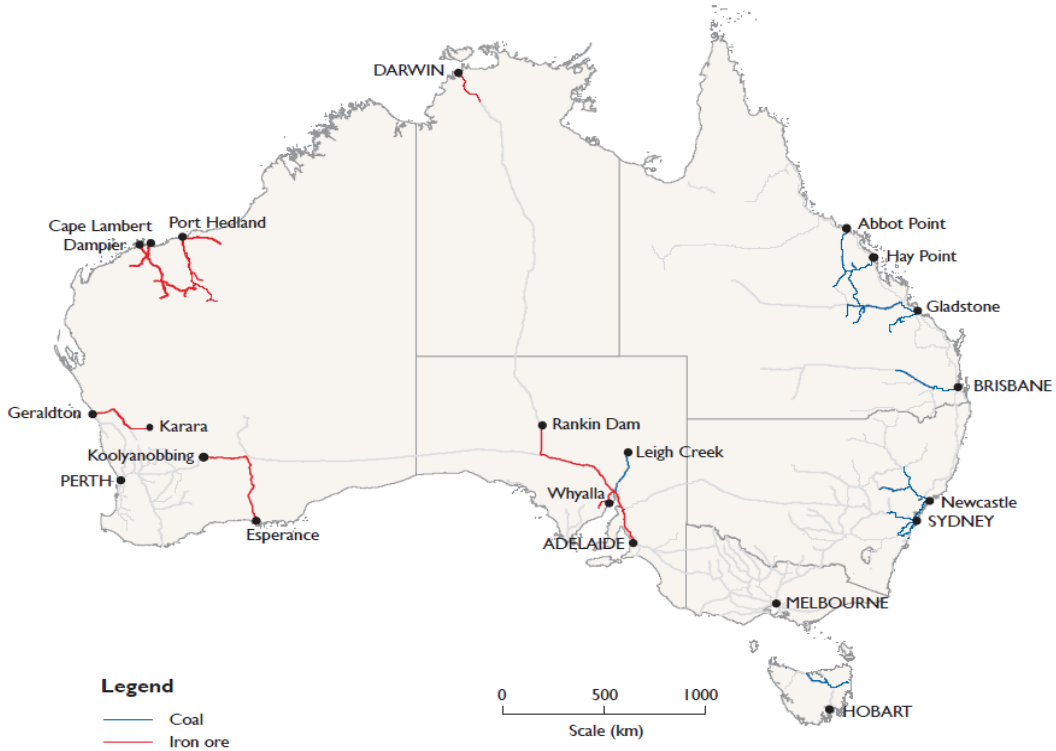 DARWIN
Cape Lambert
Port Hedland
Dampier
Abbot Point
Hay Point
Gladstone
BRISBANE
Geraldton
Karara
Rankin Dam
Koolyanobbing
Leigh Creek
PERTH
Whyalla
Newcastle
Esperance
SYDNEY
ADELAIDE
MELBOURNE
HOBART
Legend
Coal
Iron ore
0 500 1000
Scale (km)